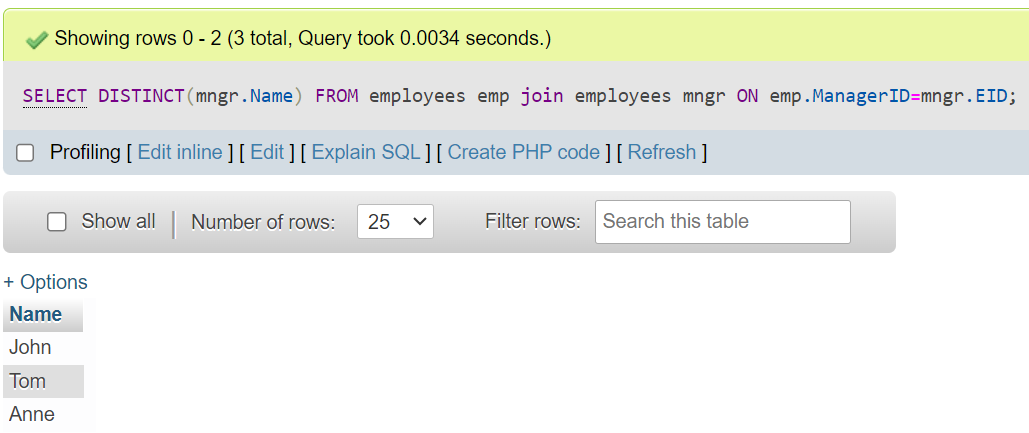 Showing rows 0 - 2 (3 total, Query took 0.0034 seconds.)
SELECT DISTINCT(mngr.Name) FROM employees emp join employees mngr ON emp.ManagerID=mngr.EID;
Profiling [ Edit inline ] [ Edit ] [ Explain SQL ] [ Create PHP code ] [ Refresh ]
Show all | Number of rows: 25 Filter rows: Search this table
+ Options
Name
John
Tom
Anne